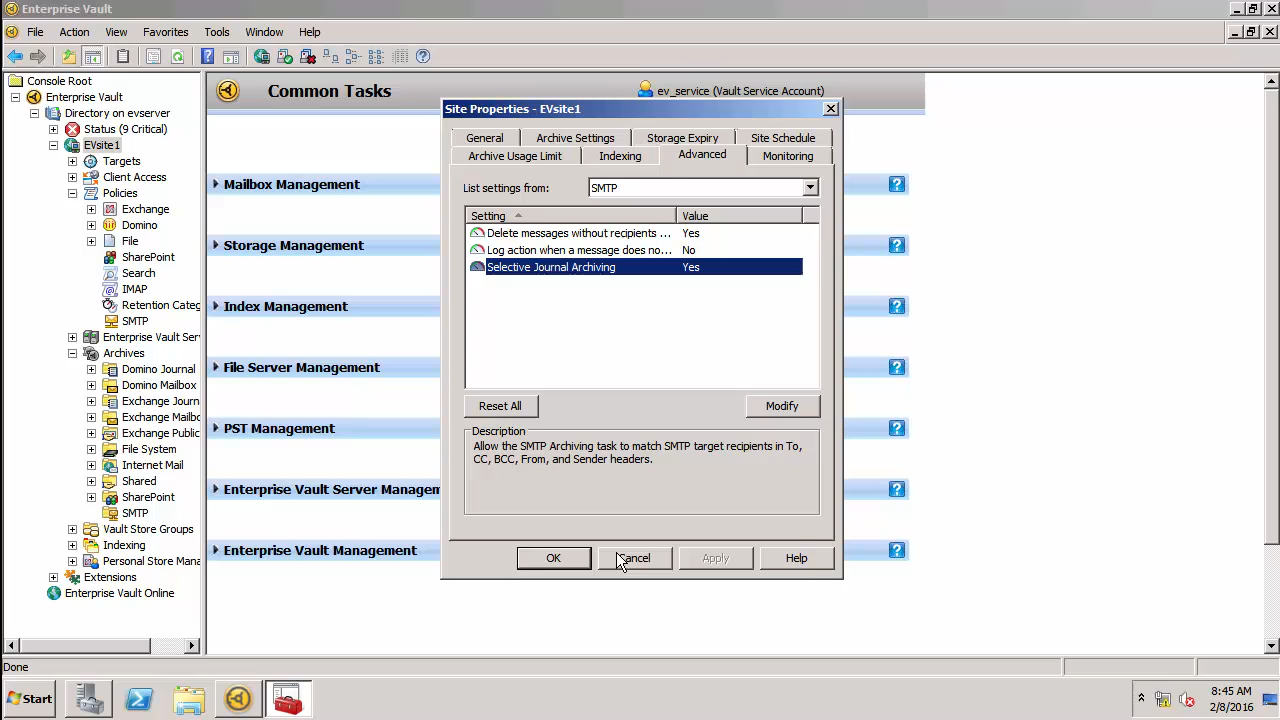 Enterprise Vault
File Action View Favorites Tools Window Help
Console Root
Enterprise Vault
Directory on evserver
Status (9 Critical)
EVsite1
Targets
Client Access
Policies
Exchange
Domino
File
SharePoint
Search
IMAP
Retention Categ
SMTP
Enterprise Vault Ser
Archives
Domino Journal
Domino Mailbox
Exchange Journ
Exchange Mailbo
Exchange Public
File System
Internet Mail
Shared
SharePoint
SMTP
Vault Store Groups
Indexing
Personal Store Mana
Extensions
Enterprise Vault Online
Common Tasks
ev_service (Vault Service Account)
Mailbox Management
Storage Management
Index Management
File Server Management
PST Management
Enterprise Vault Server Managem
Enterprise Vault Management
Site Properties - EVsite1
General Archive Settings Storage Expiry Site Schedule
Archive Usage Limit Indexing Advanced Monitoring
List settings from: SMTP
Setting Value
Delete messages without recipients ... Yes
Log action when a message does no... No
Selective Journal Archiving Yes
Reset All Modify
Description
Allow the SMTP Archiving task to match SMTP target recipients in To,
CC, BCC, From, and Sender headers.
OK Cancel Apply Help
Done
Start
8:45 AM
2/8/2016